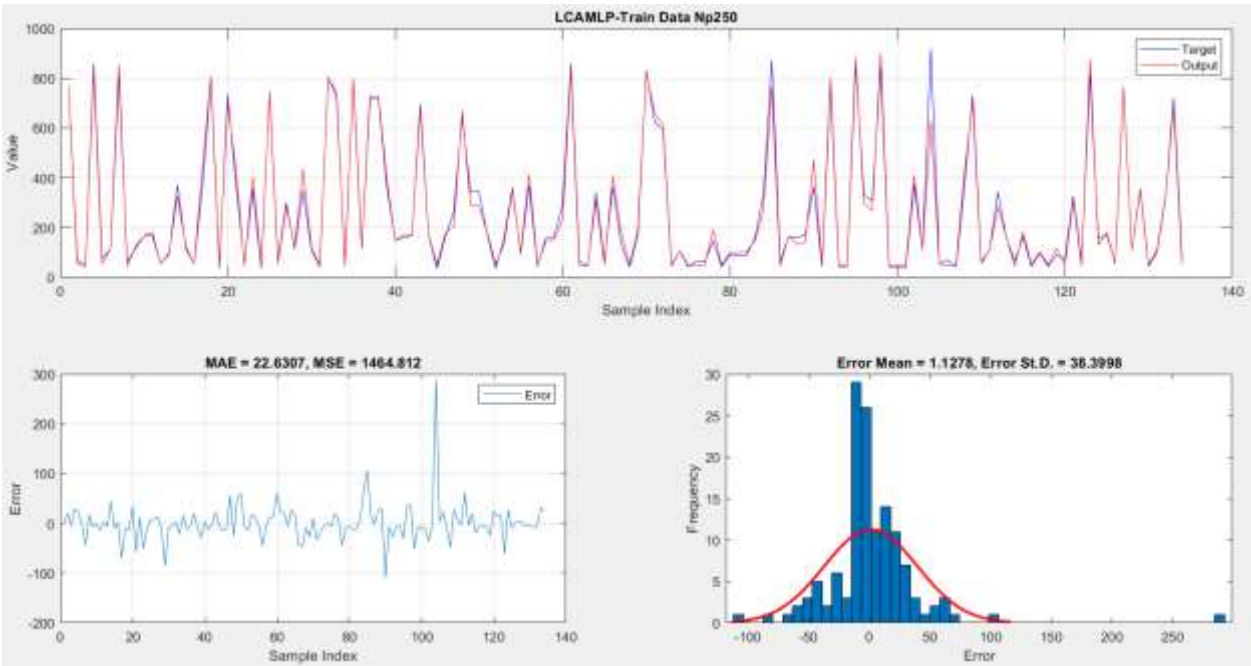 LCAMLP-Train Data Np250
1000
800
600
400
200
0
Value
Target
Output
0 20 40 60 80 100 120 140
Sample Index
MAE = 22.6307, MSE = 1464.812
300
200
100
0
-100
-200
Error
Error
0 20 40 60 80 100 120 140
Sample Index
Error Mean = 1.1278, Error St.D. = 38.3998
30
25
20
15
10
5
0
Frequency
-100 -50 0 50 100 150 200 250
Error